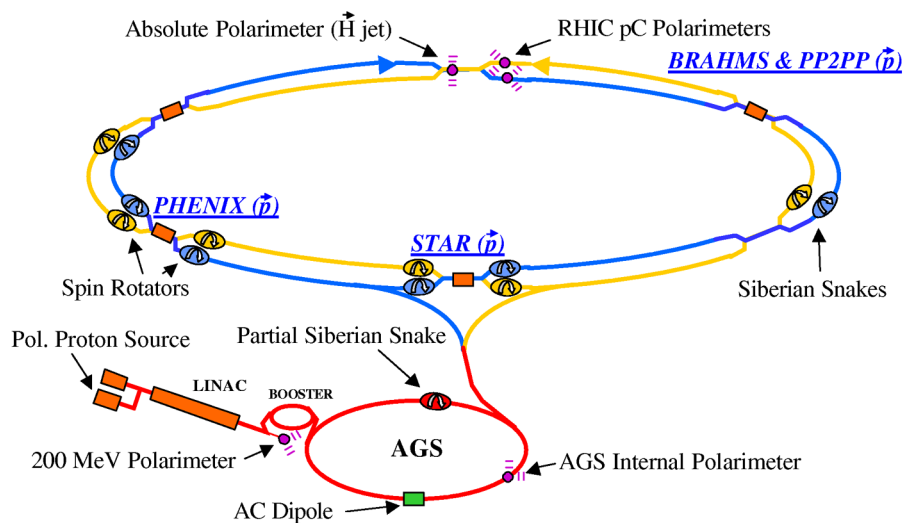 Absolute Polarimeter (H⃗ jet)
RHIC pC Polarimeters
BRAHMS & PP2PP (p⃗)
PHENIX (p⃗)
STAR (p⃗)
Spin Rotators
Siberian Snakes
Partial Siberian Snake
Pol. Proton Source
LINAC
BOOSTER
AGS
200 MeV Polarimeter
AGS Internal Polarimeter
AC Dipole